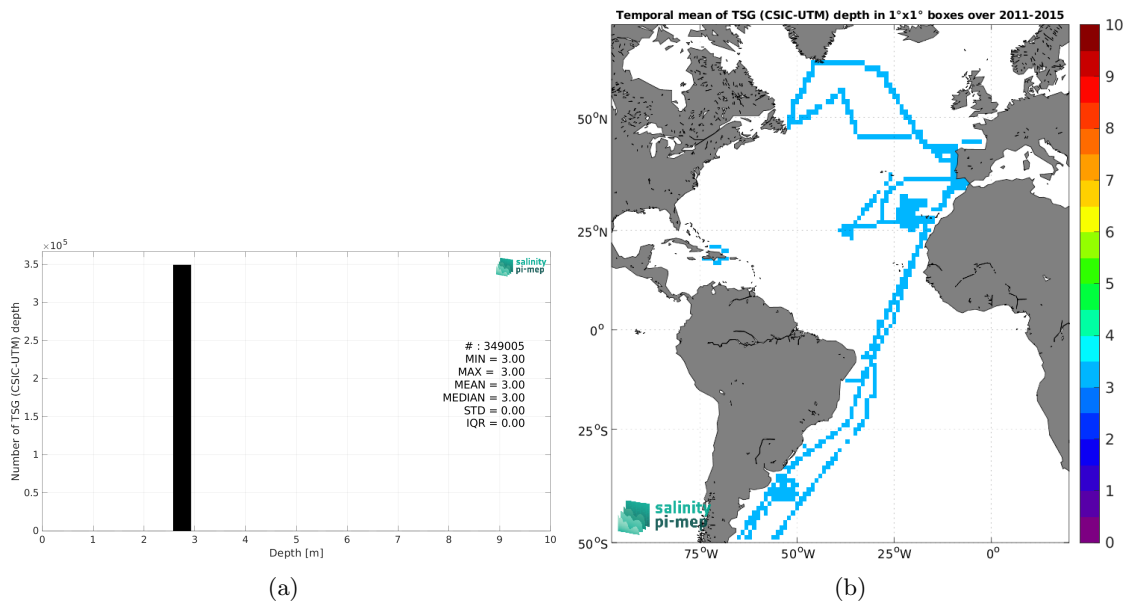 ×10⁵
3.5
3
2.5
2
1.5
1
0.5
0
Number of TSG (CSIC-UTM) depth
salinity
pi-mep
# : 349005
MIN = 3.00
MAX = 3.00
MEAN = 3.00
MEDIAN = 3.00
STD = 0.00
IQR = 0.00
0 1 2 3 4 5 6 7 8 9 10
Depth [m]
(a)
Temporal mean of TSG (CSIC-UTM) depth in 1°x1° boxes over 2011-2015
50°N
25°N
0°
25°S
50°S
75°W 50°W 25°W 0°
salinity
pi-mep
10
9
8
7
6
5
4
3
2
1
0
(b)